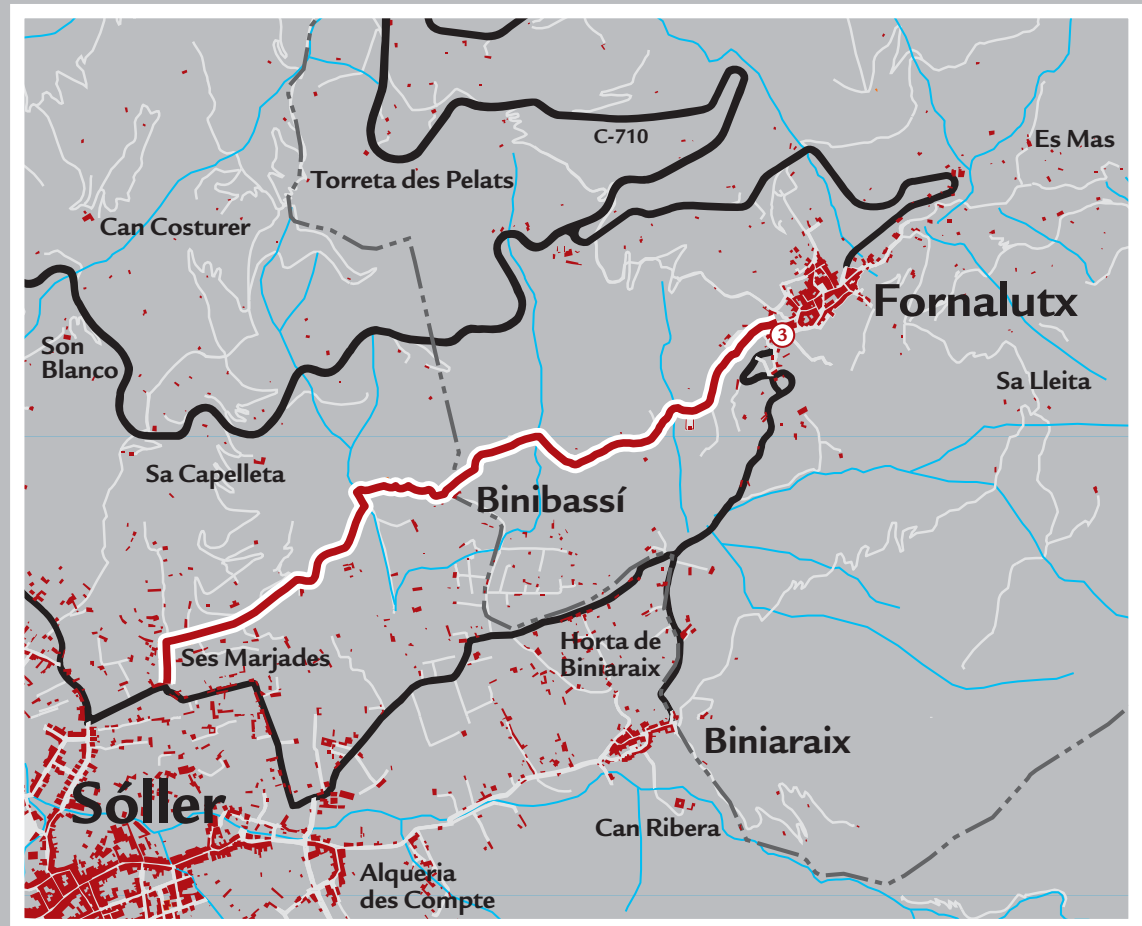 C-710
Es Mas
Torreta des Pelats
Can Costurer
Fornalutx
3
Son
Blanco
Sa Lleita
Sa Capelleta
Binibassí
Horta de
Biniaraix
Ses Marjades
Biniaraix
Sóller
Can Ribera
Alqueria
des Compte